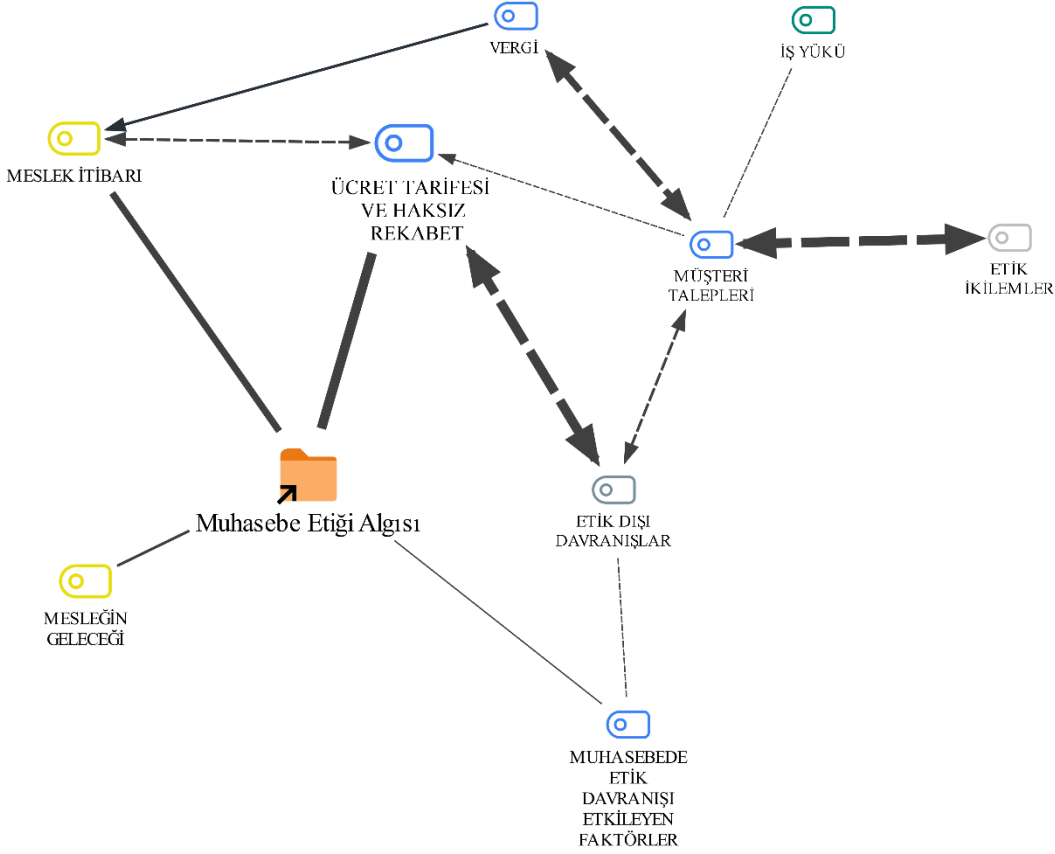 VERGİ
İŞ YÜKÜ
MESLEK İTİBARI
ÜCRET TARİFESİ
VE HAKSIZ
REKABET
MÜŞTERİ
TALEPLERİ
ETİK
İKİLEMLER
Muhasebe Etiği Algısı
ETİK DIŞI
DAVRANIŞLAR
MESLEĞİN
GELECEĞİ
MUHASEBEDE
ETİK
DAVRANIŞI
ETKİLEYEN
FAKTÖRLER